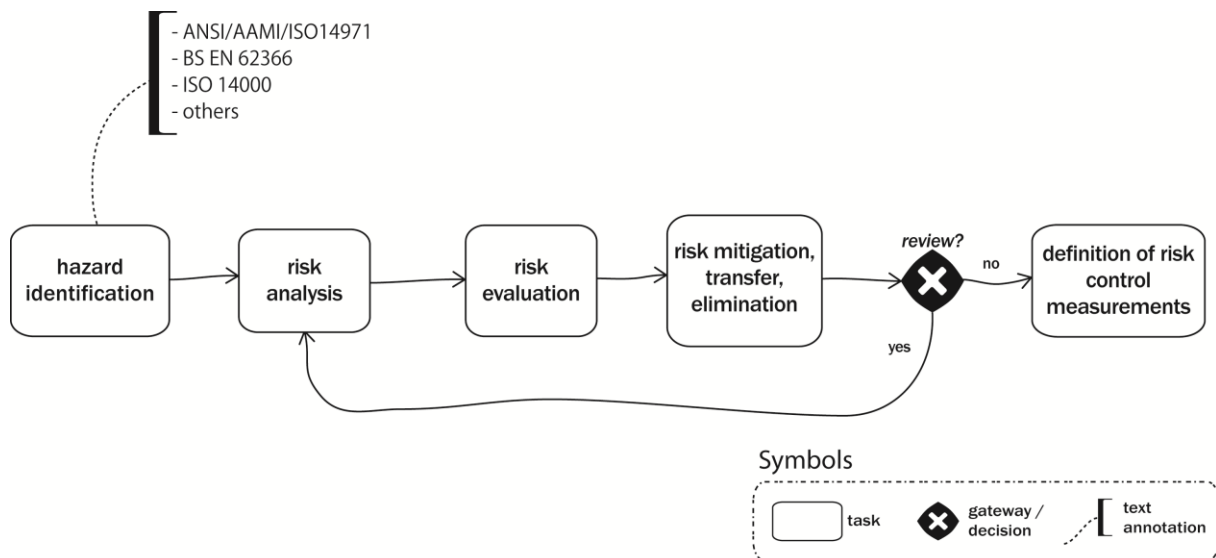 - ANSI/AAMI/ISO14971
- BS EN 62366
- ISO 14000
- others
hazard
identification
risk
analysis
risk
evaluation
risk mitigation,
transfer,
elimination
review?
no
yes
definition of risk
control
measurements
Symbols
task
gateway /
decision
text
annotation